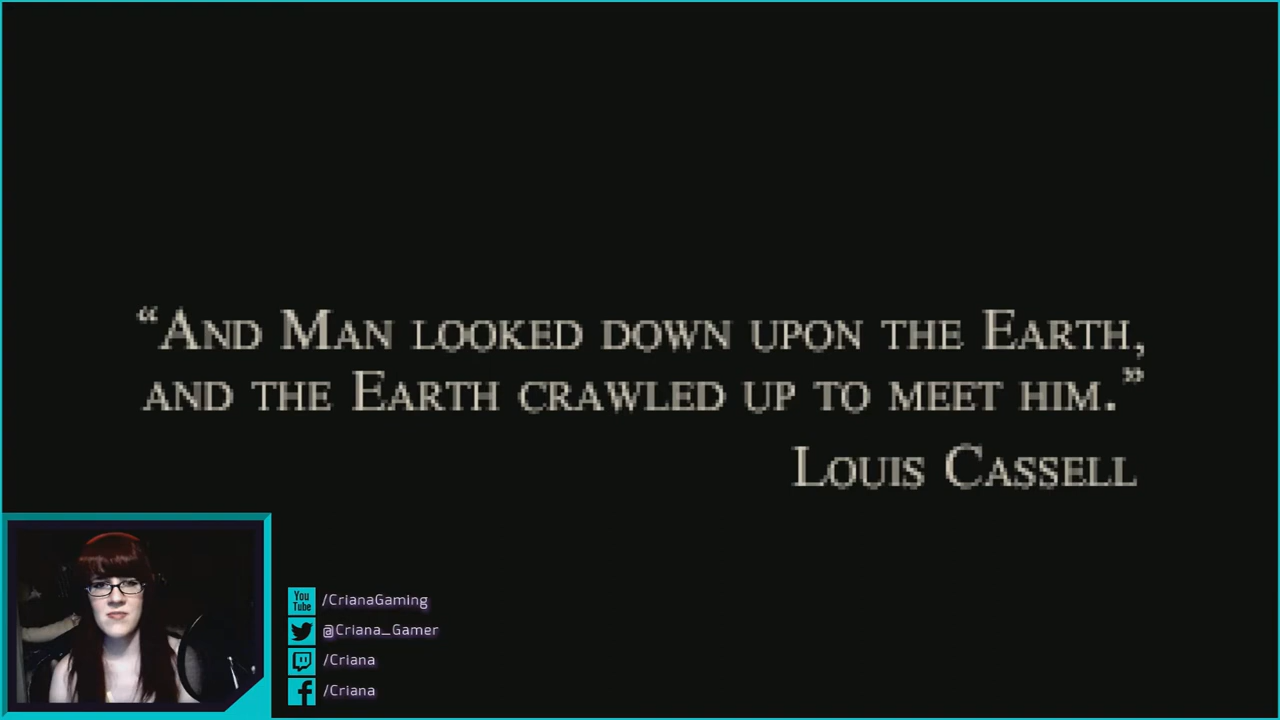 “And Man looked down upon the Earth,
and the Earth crawled up to meet him.”
Louis Cassell
You Tube /CrianaGaming
@Criana_Gamer
/Criana
/Criana